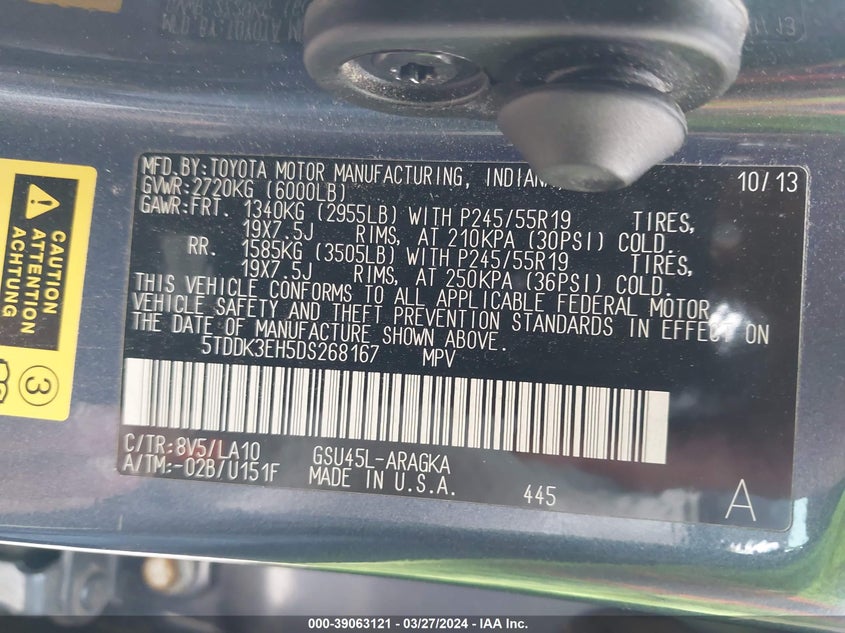 MFD.BY:TOYOTA MOTOR MANUFACTURING, 10/13
GVWR:2720KG (6000LB)
GAWR:FRT. 1340KG (2955LB) WITH P245/55R19 TIRES,
19X7.5J RIMS, AT 210KPA (30PSI) COLD.
RR. 1585KG (3505LB) WITH P245/55R19 TIRES,
19X7.5J RIMS, AT 250KPA (36PSI) COLD.
THIS VEHICLE CONFORMS TO ALL APPLICABLE FEDERAL MOTOR
VEHICLE SAFETY AND THEFT PREVENTION STANDARDS IN EFFECT ON
THE DATE OF MANUFACTURE SHOWN ABOVE.
5TDDK3EH5DS268167 MPV
C/TR:8V5/LA10 GSU45L-ARAGKA
A/TM:-02B/U151F MADE IN U.S.A. 445 A
CAUTION
ATTENTION
ACHTUNG
3
000-39063121 - 03/27/2024 - IAA Inc.